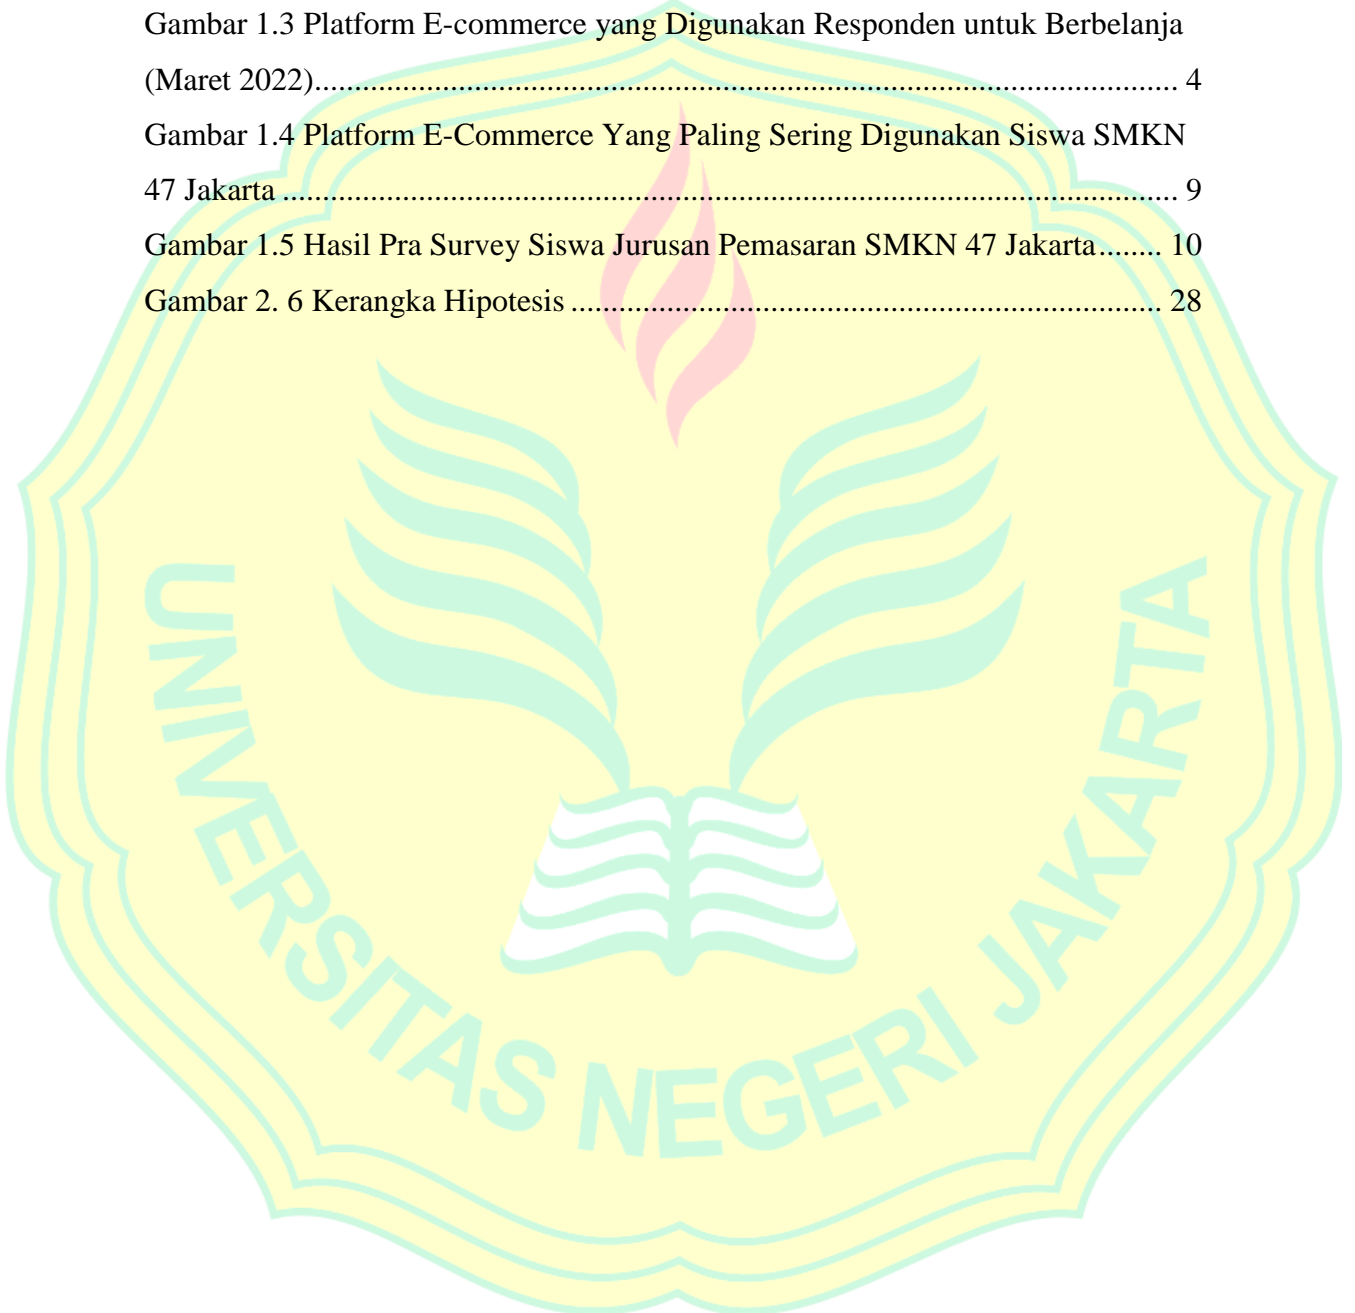 Gambar 1.3 Platform E-commerce yang Digunakan Responden untuk Berbelanja
(Maret 2022)........................................................................................................... 4
Gambar 1.4 Platform E-Commerce Yang Paling Sering Digunakan Siswa SMKN
47 Jakarta ............................................................................................................... 9
Gambar 1.5 Hasil Pra Survey Siswa Jurusan Pemasaran SMKN 47 Jakarta........ 10
Gambar 2. 6 Kerangka Hipotesis ......................................................................... 28
UNIVERSITAS NEGERI JAKARTA